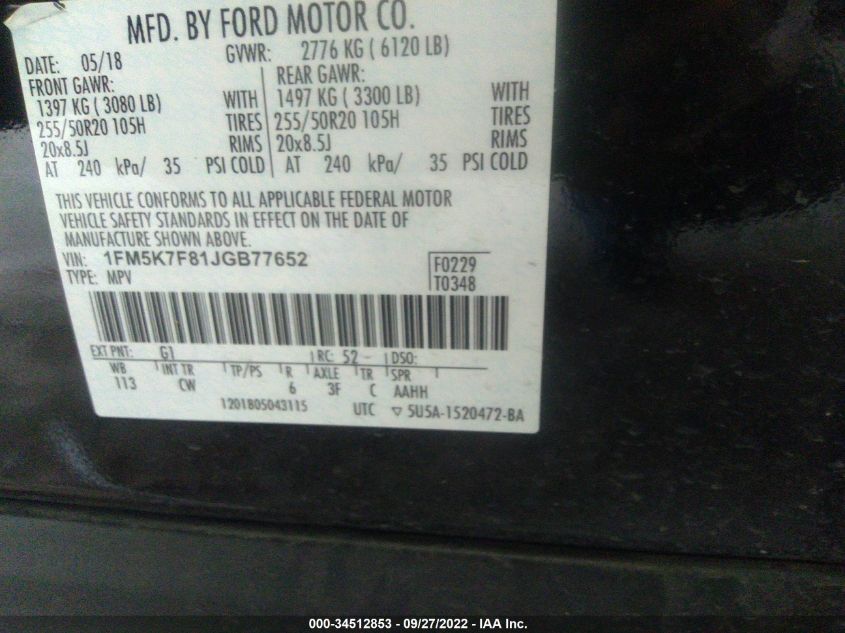 MFD. BY FORD MOTOR CO.
DATE: 05/18 GVWR: 2776 KG ( 6120 LB)
FRONT GAWR: REAR GAWR:
1397 KG ( 3080 LB) WITH 1497 KG ( 3300 LB) WITH
255/50R20 105H TIRES 255/50R20 105H TIRES
20x8.5J RIMS 20x8.5J RIMS
AT 240 kPa/ 35 PSI COLD AT 240 kPa/ 35 PSI COLD
THIS VEHICLE CONFORMS TO ALL APPLICABLE FEDERAL MOTOR
VEHICLE SAFETY STANDARDS IN EFFECT ON THE DATE OF
MANUFACTURE SHOWN ABOVE.
VIN: 1FM5K7F81JGB77652 F0229
TYPE: MPV T0348
EXT PNT: G1 RC: 52 DSO:
WB INT TR TP/PS R AXLE TR SPR
113 CW 6 3F C AAHH
1201805043115 UTC ▽ 5U5A-1520472-BA
000-34512853 / 09/27/2022 - IAA Inc.